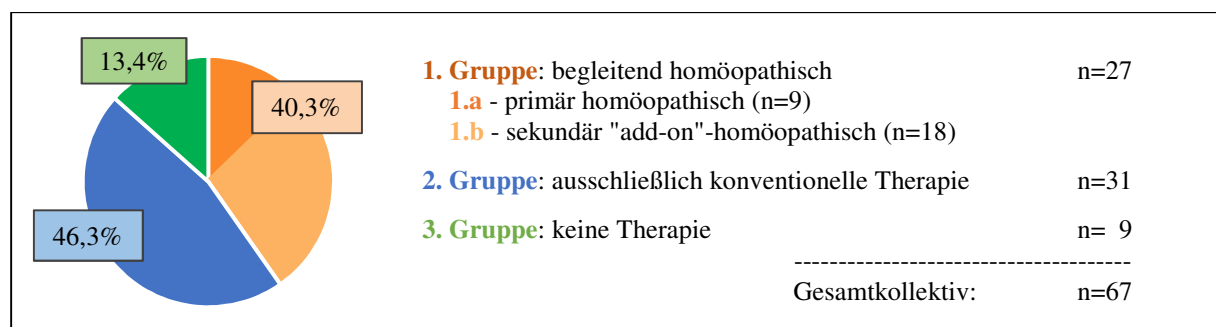 13,4%
40,3%
46,3%
1. Gruppe: begleitend homöopathisch n=27
1.a - primär homöopathisch (n=9)
1.b - sekundär "add-on"-homöopathisch (n=18)
2. Gruppe: ausschließlich konventionelle Therapie n=31
3. Gruppe: keine Therapie n= 9
--------------------------------------
Gesamtkollektiv: n=67